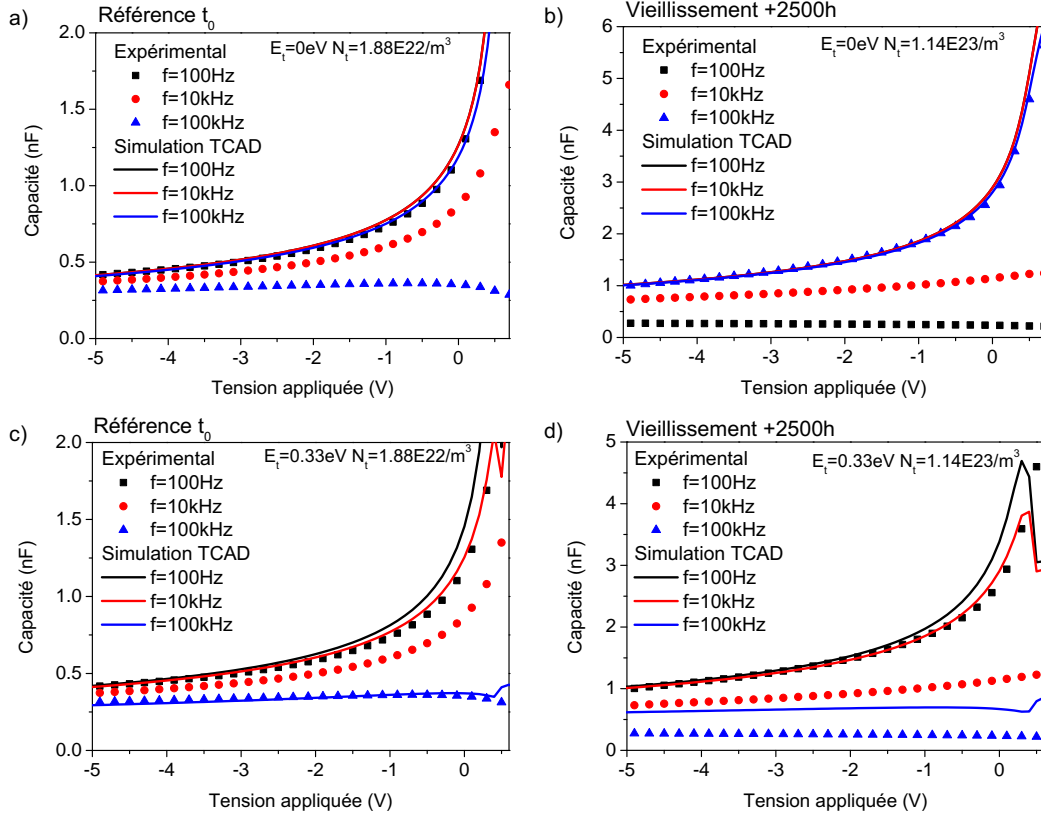 a)
Référence t0
Expérimental
f=100Hz
f=10kHz
f=100kHz
Simulation TCAD
f=100Hz
f=10kHz
f=100kHz
Et=0eV Nt=1.88E22/m³
Capacité (nF)
2.0
1.5
1.0
0.5
0.0
-5 -4 -3 -2 -1 0
Tension appliquée (V)
b)
Vieillissement +2500h
Expérimental
f=100Hz
f=10kHz
f=100kHz
Simulation TCAD
f=100Hz
f=10kHz
f=100kHz
Et=0eV Nt=1.14E23/m³
Capacité (nF)
6
5
4
3
2
1
0
-5 -4 -3 -2 -1 0
Tension appliquée (V)
c)
Référence t0
Expérimental
f=100Hz
f=10kHz
f=100kHz
Simulation TCAD
f=100Hz
f=10kHz
f=100kHz
Et=0.33eV Nt=1.88E22/m³
Capacité (nF)
2.0
1.5
1.0
0.5
0.0
-5 -4 -3 -2 -1 0
Tension appliquée (V)
d)
Vieillissement +2500h
Expérimental
f=100Hz
f=10kHz
f=100kHz
Simulation TCAD
f=100Hz
f=10kHz
f=100kHz
Et=0.33eV Nt=1.14E23/m³
Capacité (nF)
5
4
3
2
1
0
-5 -4 -3 -2 -1 0
Tension appliquée (V)